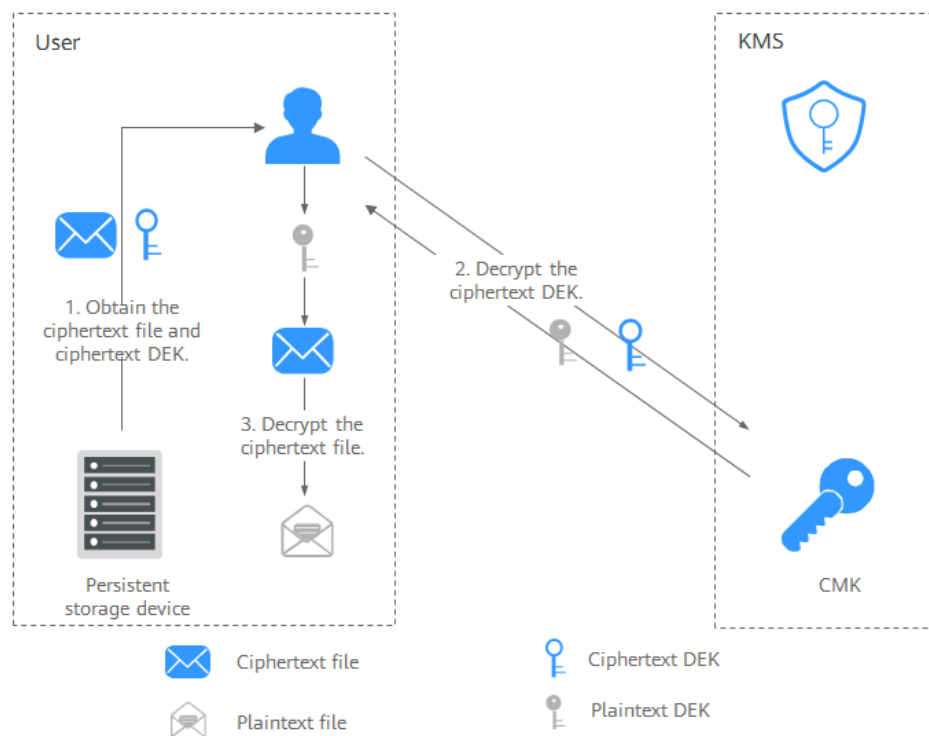 User
KMS
1. Obtain the
ciphertext file and
ciphertext DEK.
2. Decrypt the
ciphertext DEK.
3. Decrypt the
ciphertext file.
Persistent
storage device
CMK
Ciphertext file
Ciphertext DEK
Plaintext file
Plaintext DEK